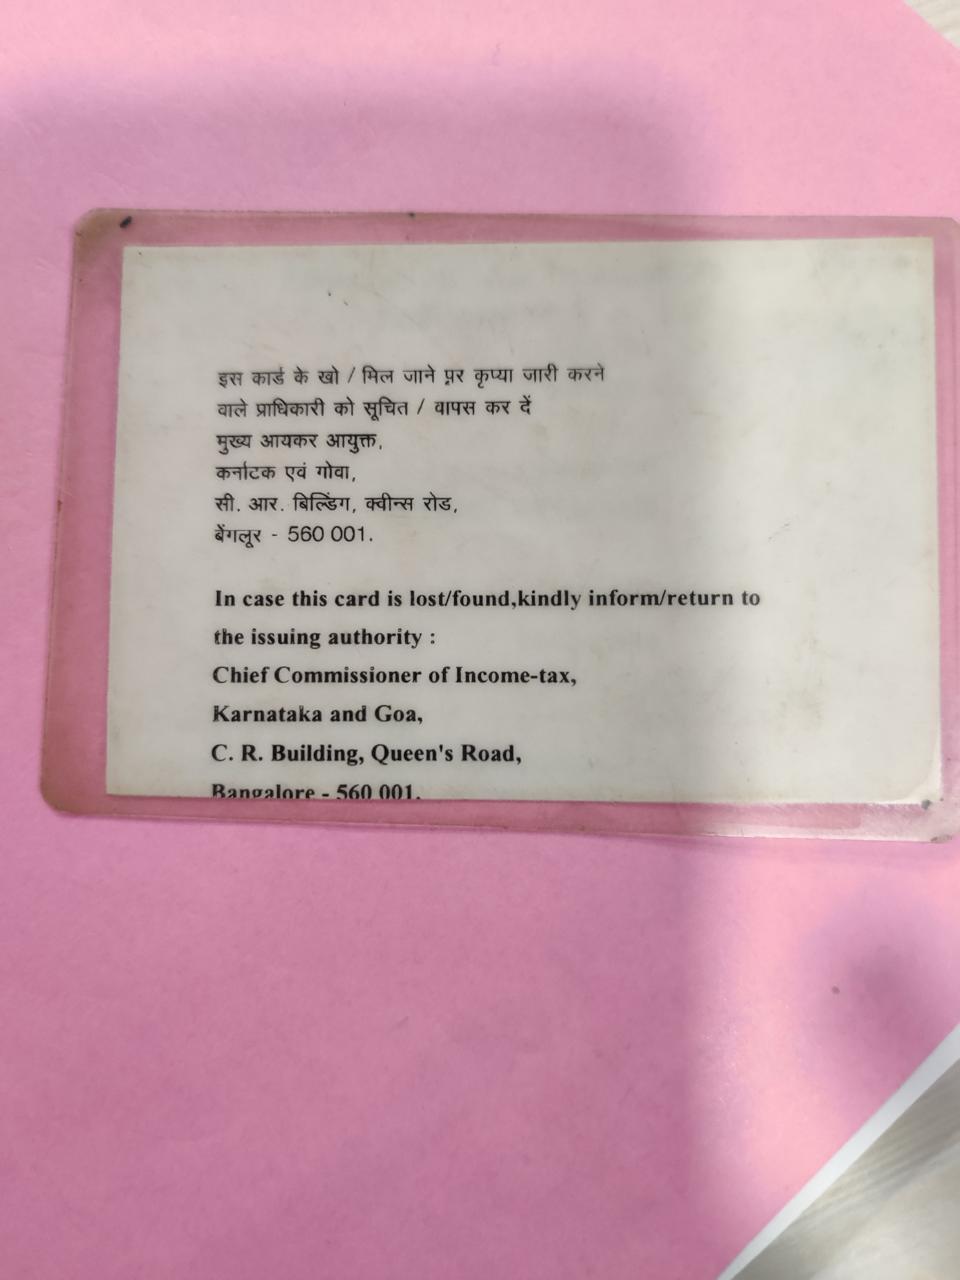 इस कार्ड के खो / मिल जाने प़र कृप्या जारी करने
वाले प्राधिकारी को सूचित / वापस कर दें
मुख्य आयकर आयुक्त,
कर्नाटक एवं गोवा,
सी. आर. बिल्डिंग, क्वीन्स रोड,
बेंगलूर - 560 001.
In case this card is lost/found,kindly inform/return to
the issuing authority :
Chief Commissioner of Income-tax,
Karnataka and Goa,
C. R. Building, Queen's Road,
Bangalore - 560 001.